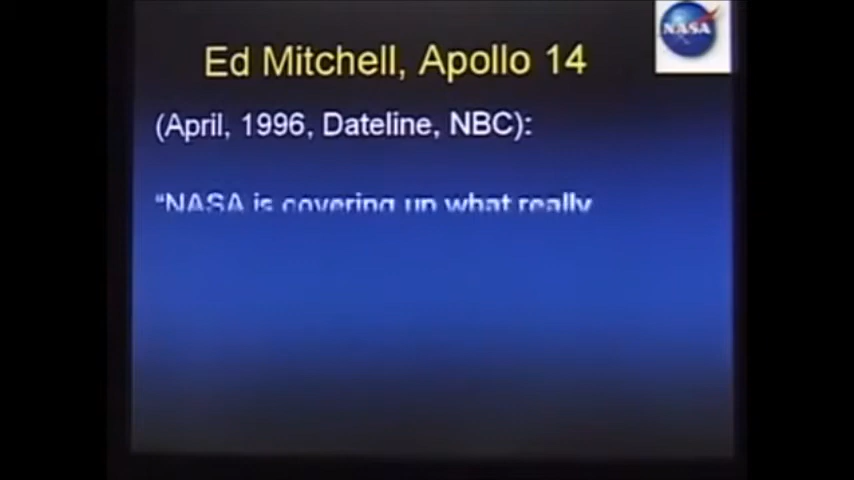 NASA
Ed Mitchell, Apollo 14
(April, 1996, Dateline, NBC):
“NASA is covering up what really